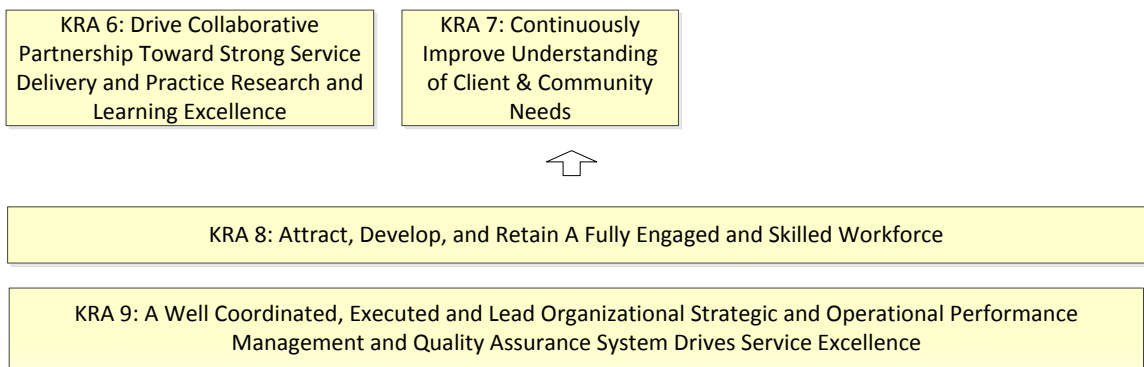 KRA 6: Drive Collaborative
Partnership Toward Strong Service
Delivery and Practice Research and
Learning Excellence
KRA 7: Continuously
Improve Understanding
of Client & Community
Needs
KRA 8: Attract, Develop, and Retain A Fully Engaged and Skilled Workforce
KRA 9: A Well Coordinated, Executed and Lead Organizational Strategic and Operational Performance
Management and Quality Assurance System Drives Service Excellence